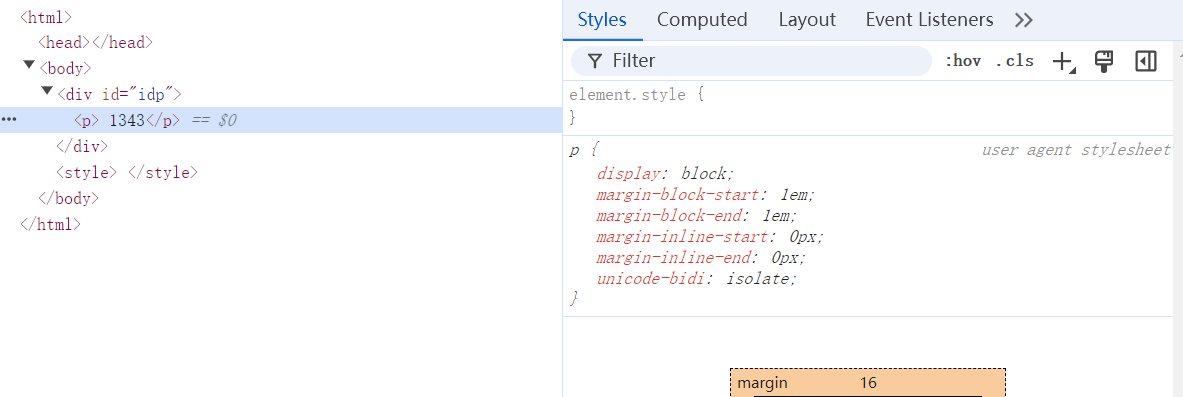 <html>
<head></head>
<body>
<div id="idp">
<p> 1343</p> == $0
</div>
<style> </style>
</body>
</html>
Styles Computed Layout Event Listeners
Filter :hov .cls
element.style {
}
p { user agent stylesheet
display: block;
margin-block-start: 1em;
margin-block-end: 1em;
margin-inline-start: 0px;
margin-inline-end: 0px;
unicode-bidi: isolate;
}
margin 16